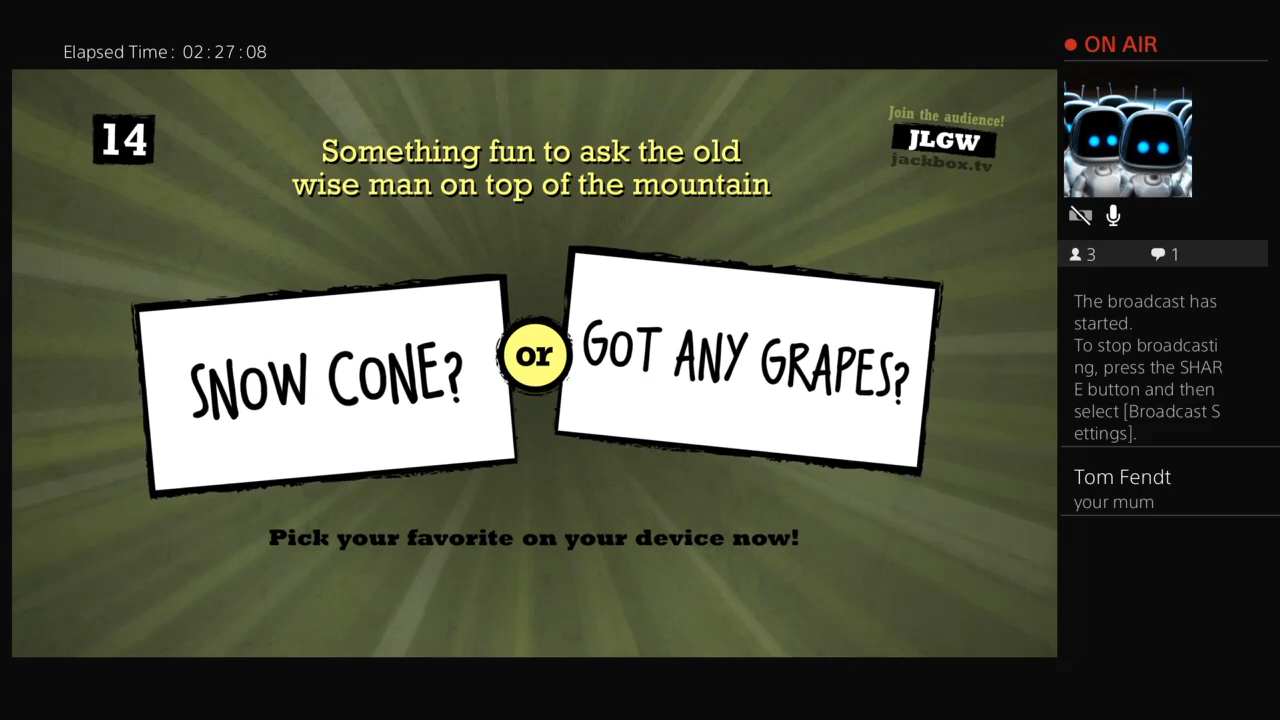 Elapsed Time: 02:27:08
ON AIR
14
Something fun to ask the old
wise man on top of the mountain
Join the audience!
JLGW
jackbox.tv
SNOW CONE?
or
GOT ANY GRAPES?
Pick your favorite on your device now!
3
1
The broadcast has
started.
To stop broadcasti
ng, press the SHAR
E button and then
select [Broadcast S
ettings].
Tom Fendt
your mum